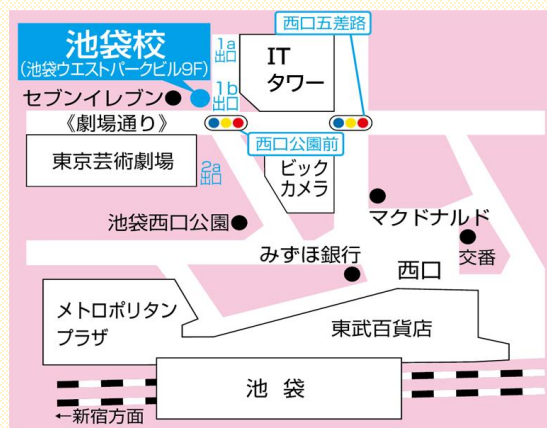 西口五差路
池袋校
(池袋ウエストパークビル9F)
1a
出口
IT
タワー
セブンイレブン
1b
出口
《劇場通り》
西口公園前
東京芸術劇場
2a
出口
ビック
カメラ
池袋西口公園
マクドナルド
みずほ銀行
西口
交番
メトロポリタン
プラザ
東武百貨店
池袋
←新宿方面